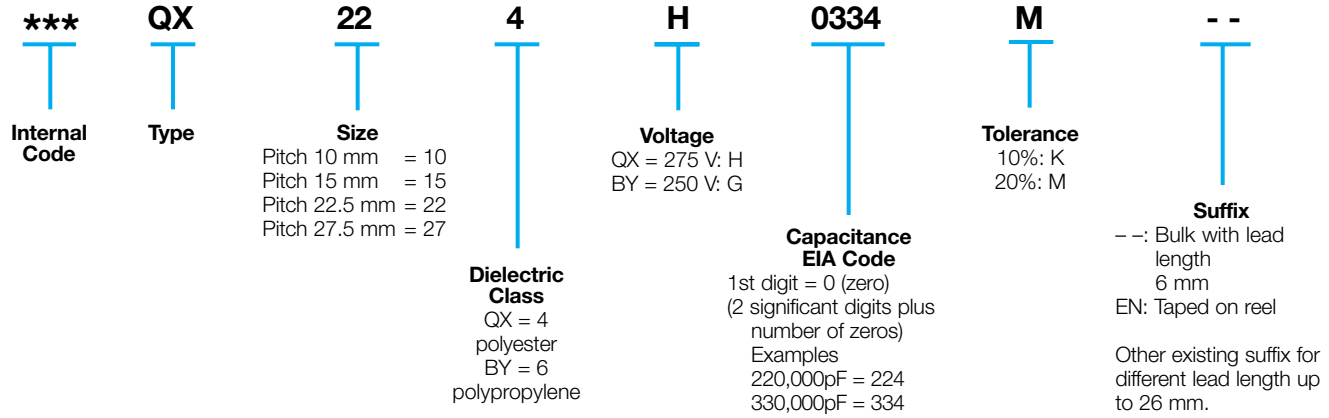 *** QX 22 4 H 0334 M - -
Internal
Code
Type
Size
Pitch 10 mm = 10
Pitch 15 mm = 15
Pitch 22.5 mm = 22
Pitch 27.5 mm = 27
Dielectric
Class
QX = 4
polyester
BY = 6
polypropylene
Voltage
QX = 275 V: H
BY = 250 V: G
Capacitance
EIA Code
1st digit = 0 (zero)
(2 significant digits plus
number of zeros)
Examples
220,000pF = 224
330,000pF = 334
Tolerance
10%: K
20%: M
Suffix
– –: Bulk with lead
length
6 mm
EN: Taped on reel
Other existing suffix for
different lead length up
to 26 mm.